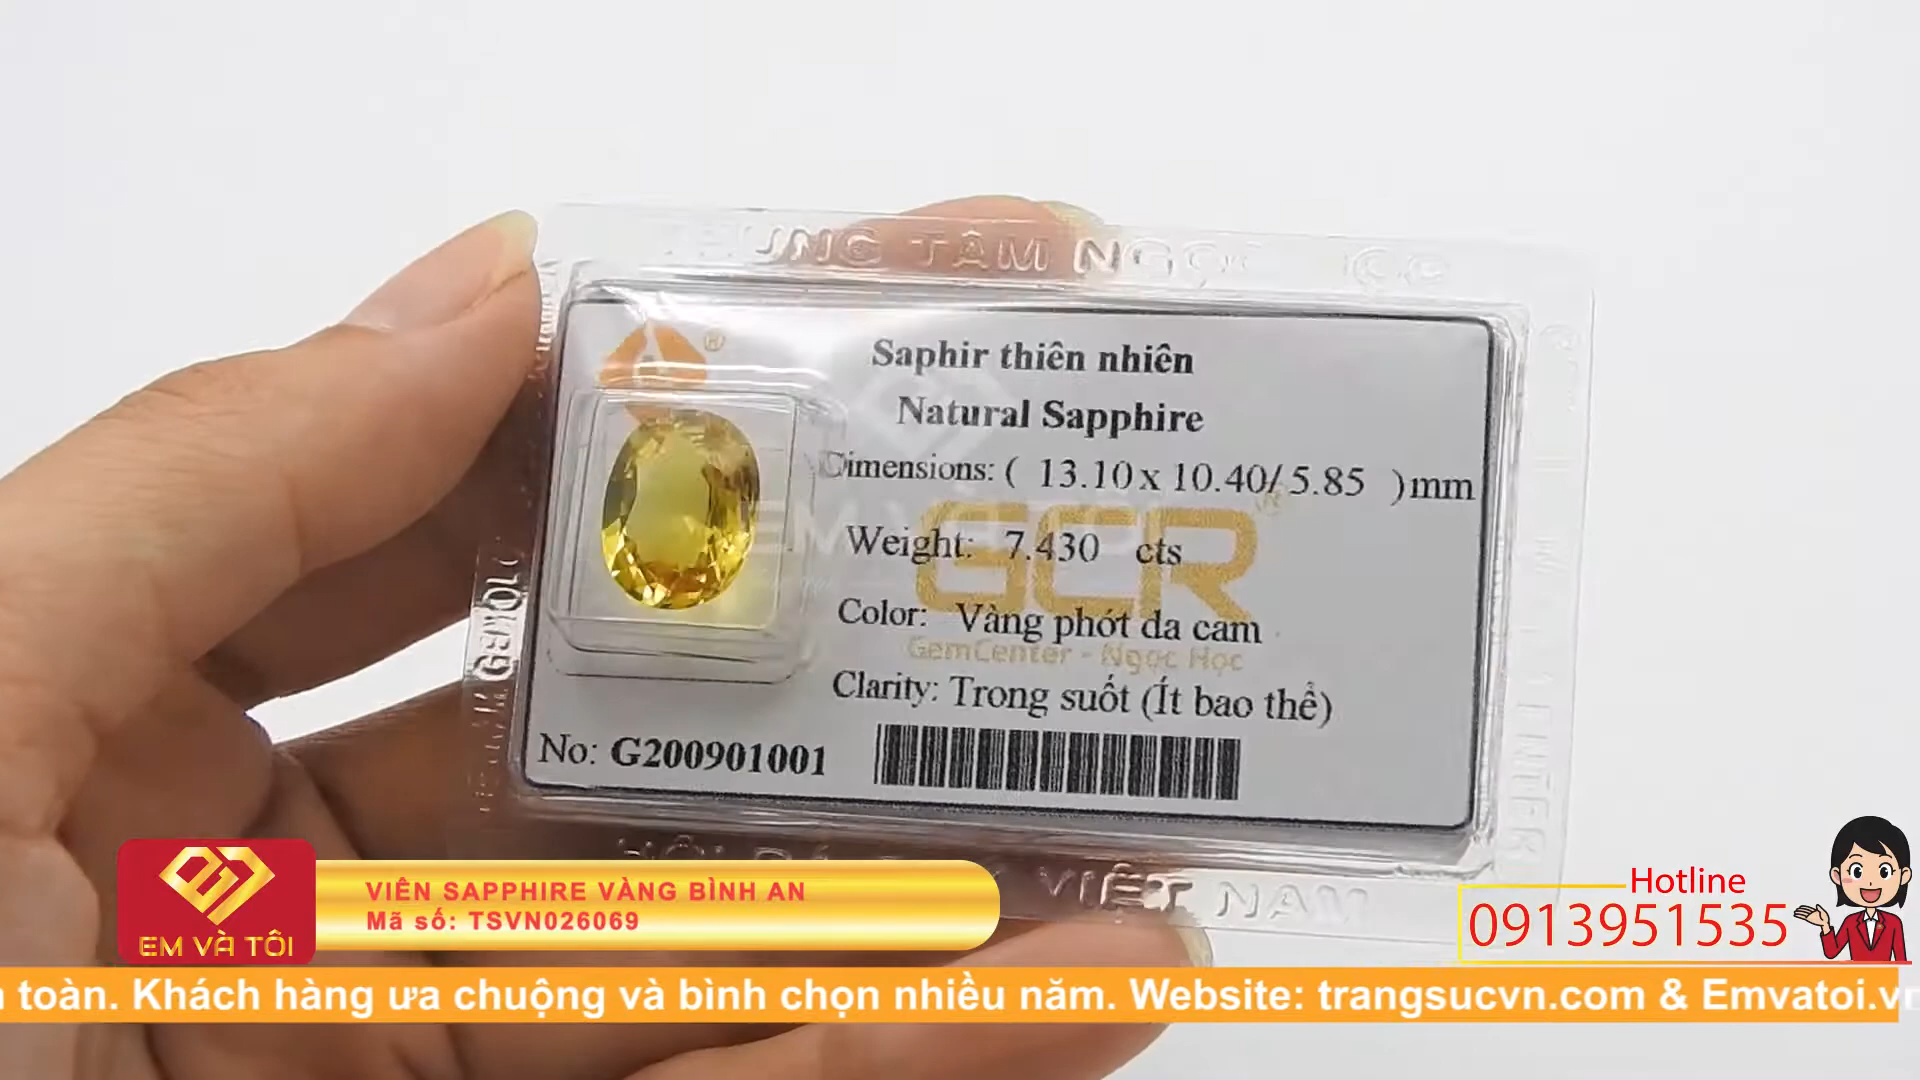 UNG TÂM NGỌ
Saphir thiên nhiên
Natural Sapphire
Dimensions: ( 13.10 x 10.40/ 5.85 )mm
Weight: 7.430 cts
GCR
Color: Vàng phớt da cam
GemCenter - Ngọc Học
Clarity: Trong suốt (Ít bao thể)
No: G200901001
VIỆT NAM
VIÊN SAPPHIRE VÀNG BÌNH AN
Mã số: TSVN026069
EM VÀ TÔI
Hotline
0913951535
toàn. Khách hàng ưa chuộng và bình chọn nhiều năm. Website: trangsucvn.com & Emvatoi.vn